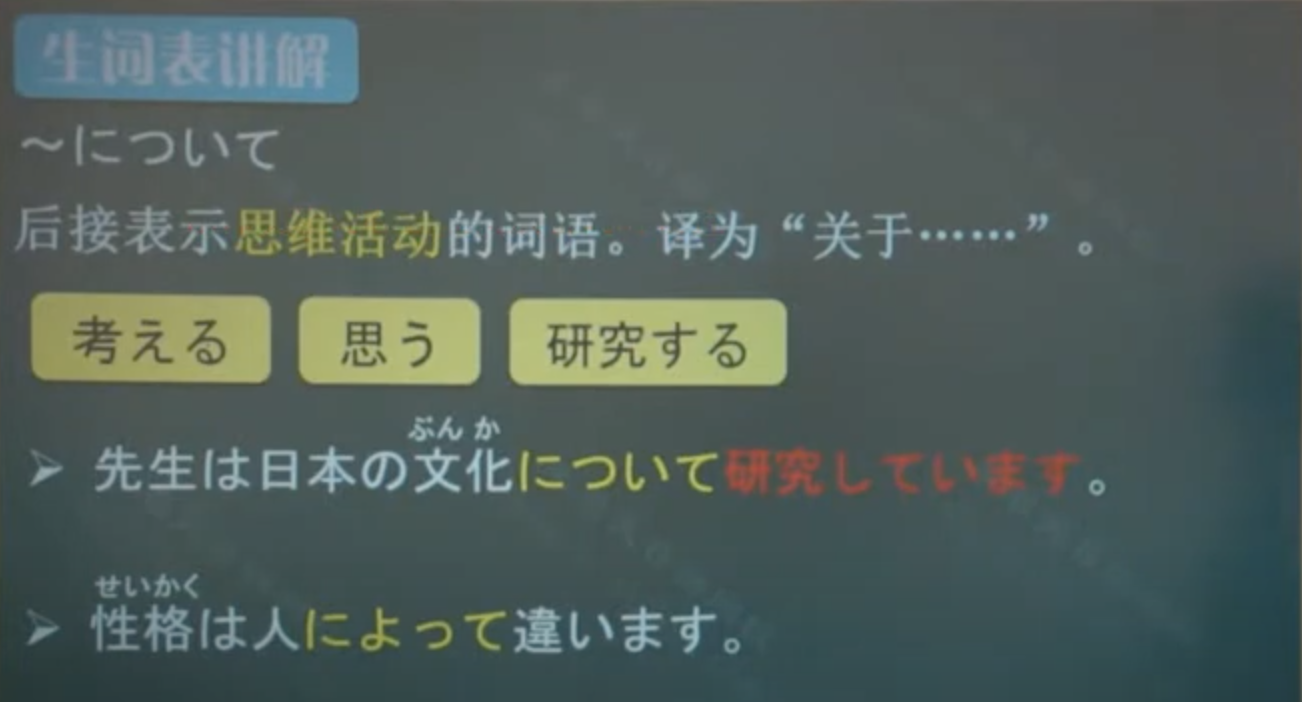 生词表讲解
～について
后接表示思维活动的词语。译为“关于……”。
考える 思う 研究する
ぶん か
➢ 先生は日本の文化について研究しています。
せいかく
➢ 性格は人によって違います。